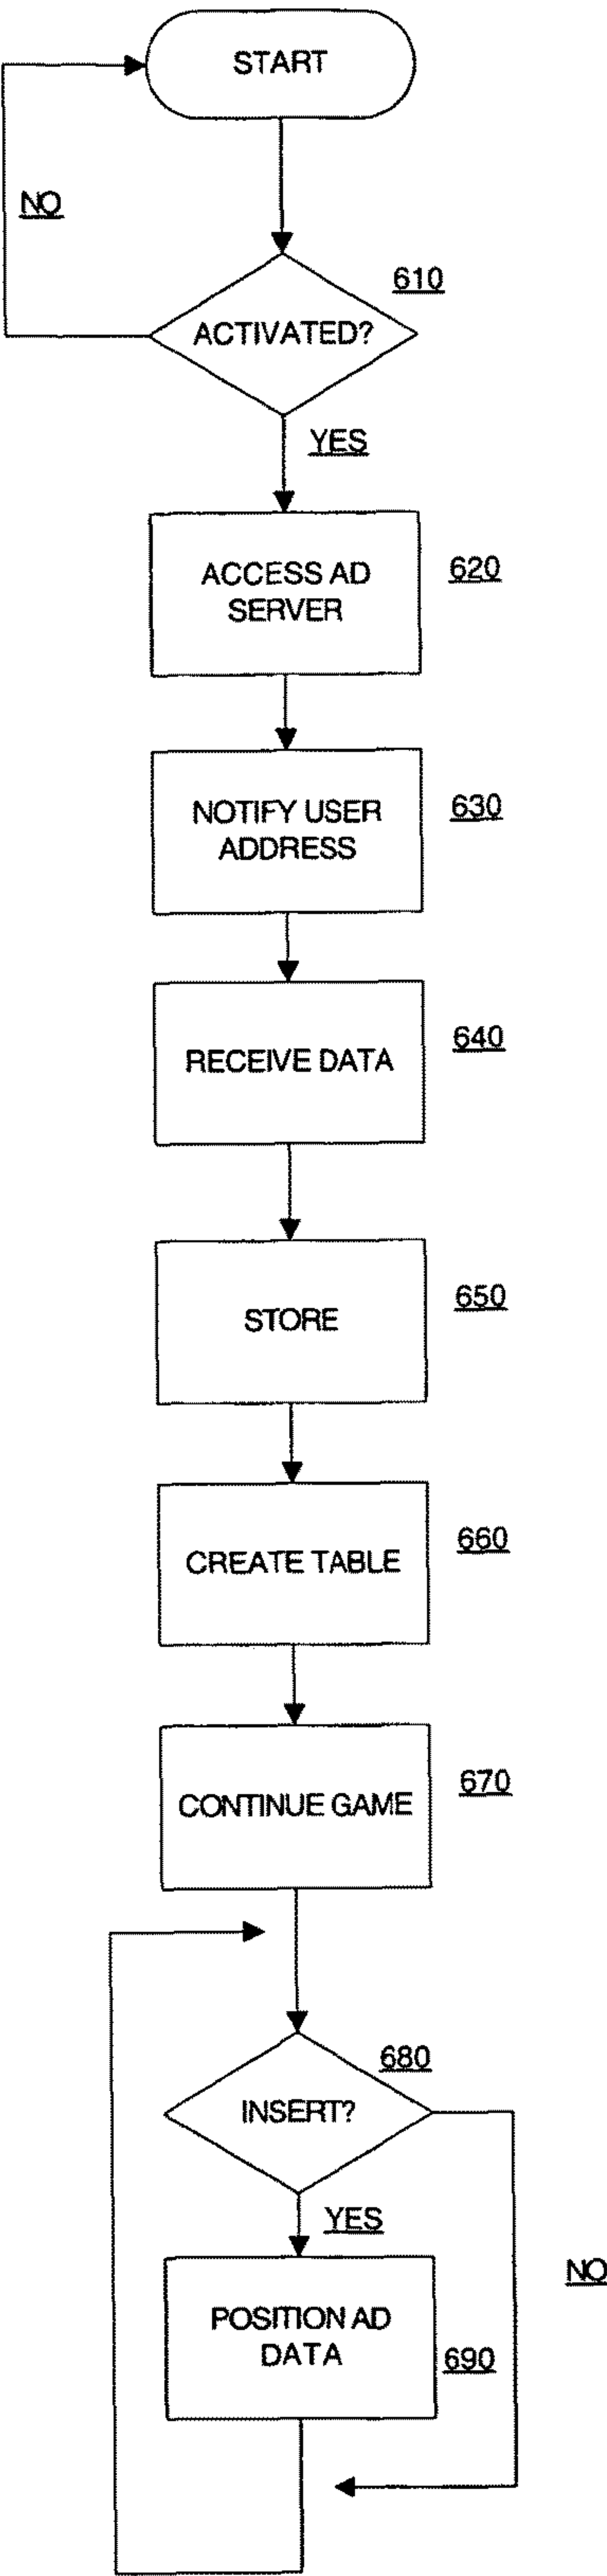 START
NO
610
ACTIVATED?
YES
ACCESS AD
SERVER
620
NOTIFY USER
ADDRESS
630
RECEIVE DATA
640
STORE
650
CREATE TABLE
660
CONTINUE GAME
670
680
INSERT?
YES
NO
POSITION AD
DATA
690